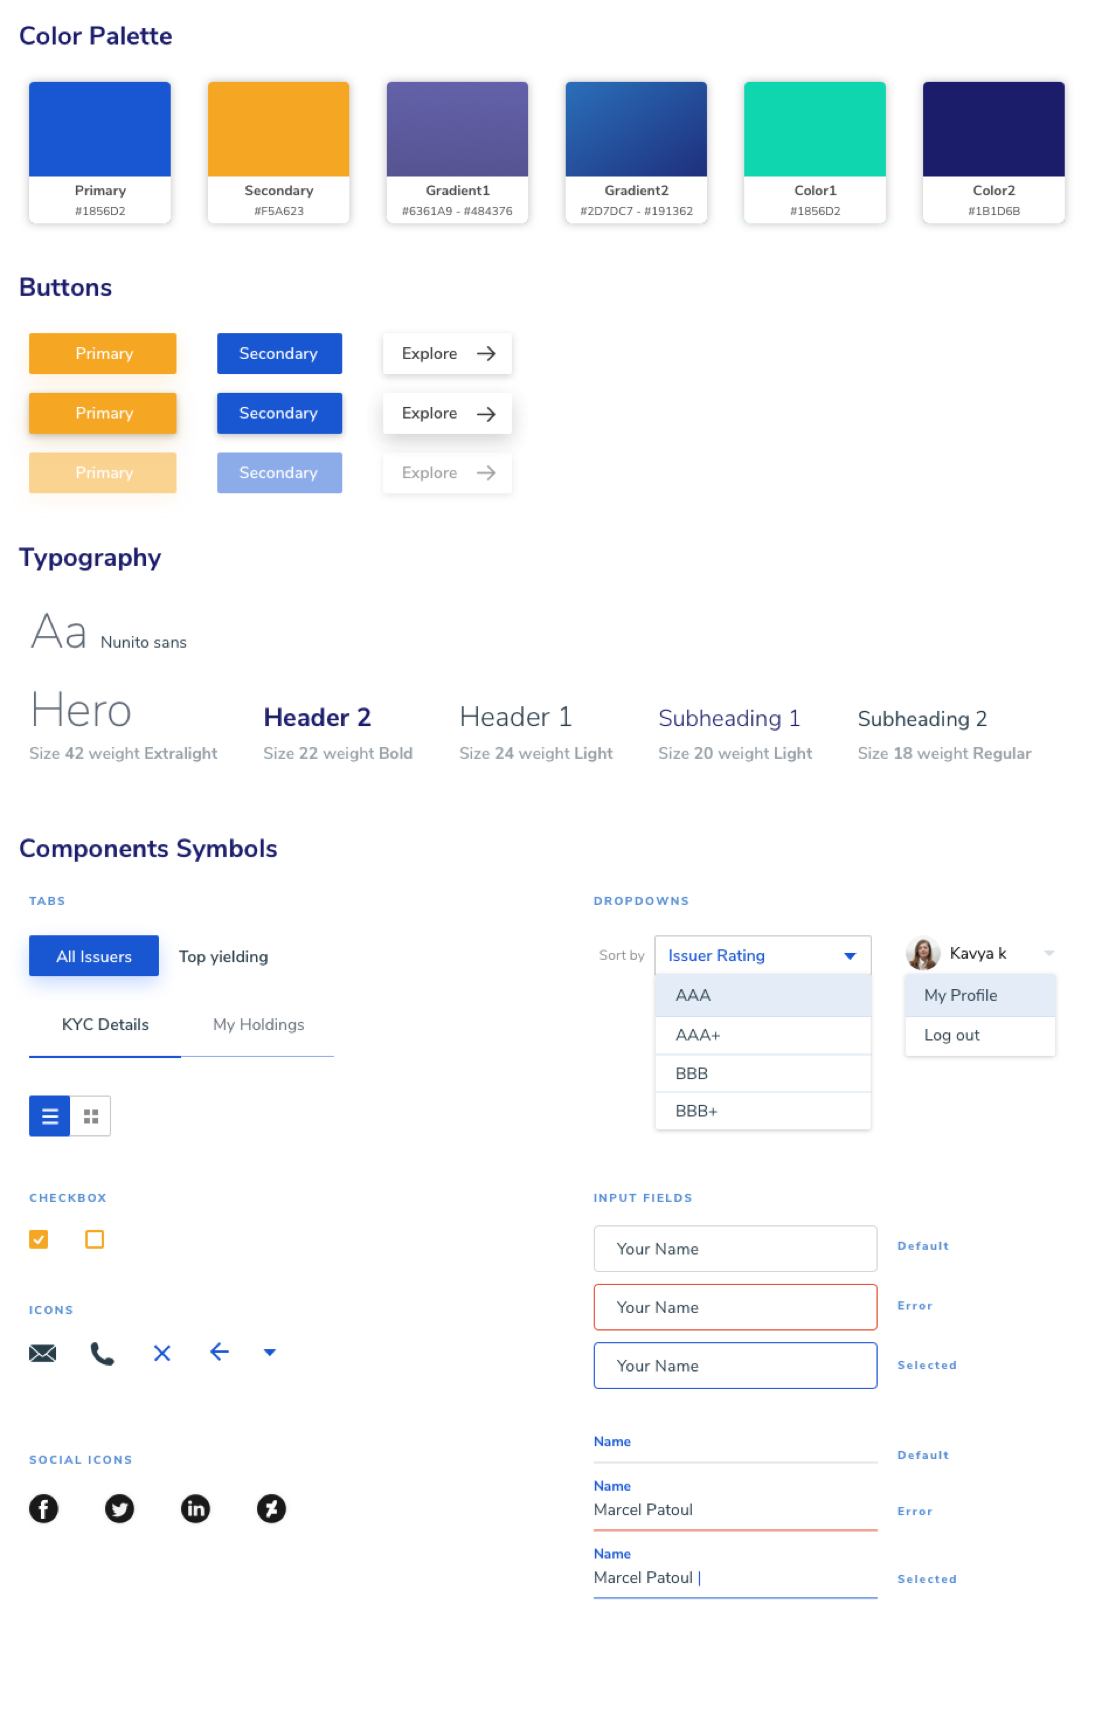 Color Palette
Primary
#1856D2
Secondary
#F5A623
Gradient1
#6361A9 - #484376
Gradient2
#2D7DC7 - #191362
Color1
#1856D2
Color2
#1B1D6B
Buttons
Primary
Secondary
Explore
Primary
Secondary
Explore
Primary
Secondary
Explore
Typography
Aa Nunito sans
Hero
Size 42 weight Extralight
Header 2
Size 22 weight Bold
Header 1
Size 24 weight Light
Subheading 1
Size 20 weight Light
Subheading 2
Size 18 weight Regular
Components Symbols
TABS
All Issuers
Top yielding
KYC Details
My Holdings
DROPDOWNS
Sort by
Issuer Rating
AAA
AAA+
BBB
BBB+
Kavya k
My Profile
Log out
CHECKBOX
ICONS
SOCIAL ICONS
INPUT FIELDS
Your Name
Default
Your Name
Error
Your Name
Selected
Name
Default
Name
Marcel Patoul
Error
Name
Marcel Patoul |
Selected